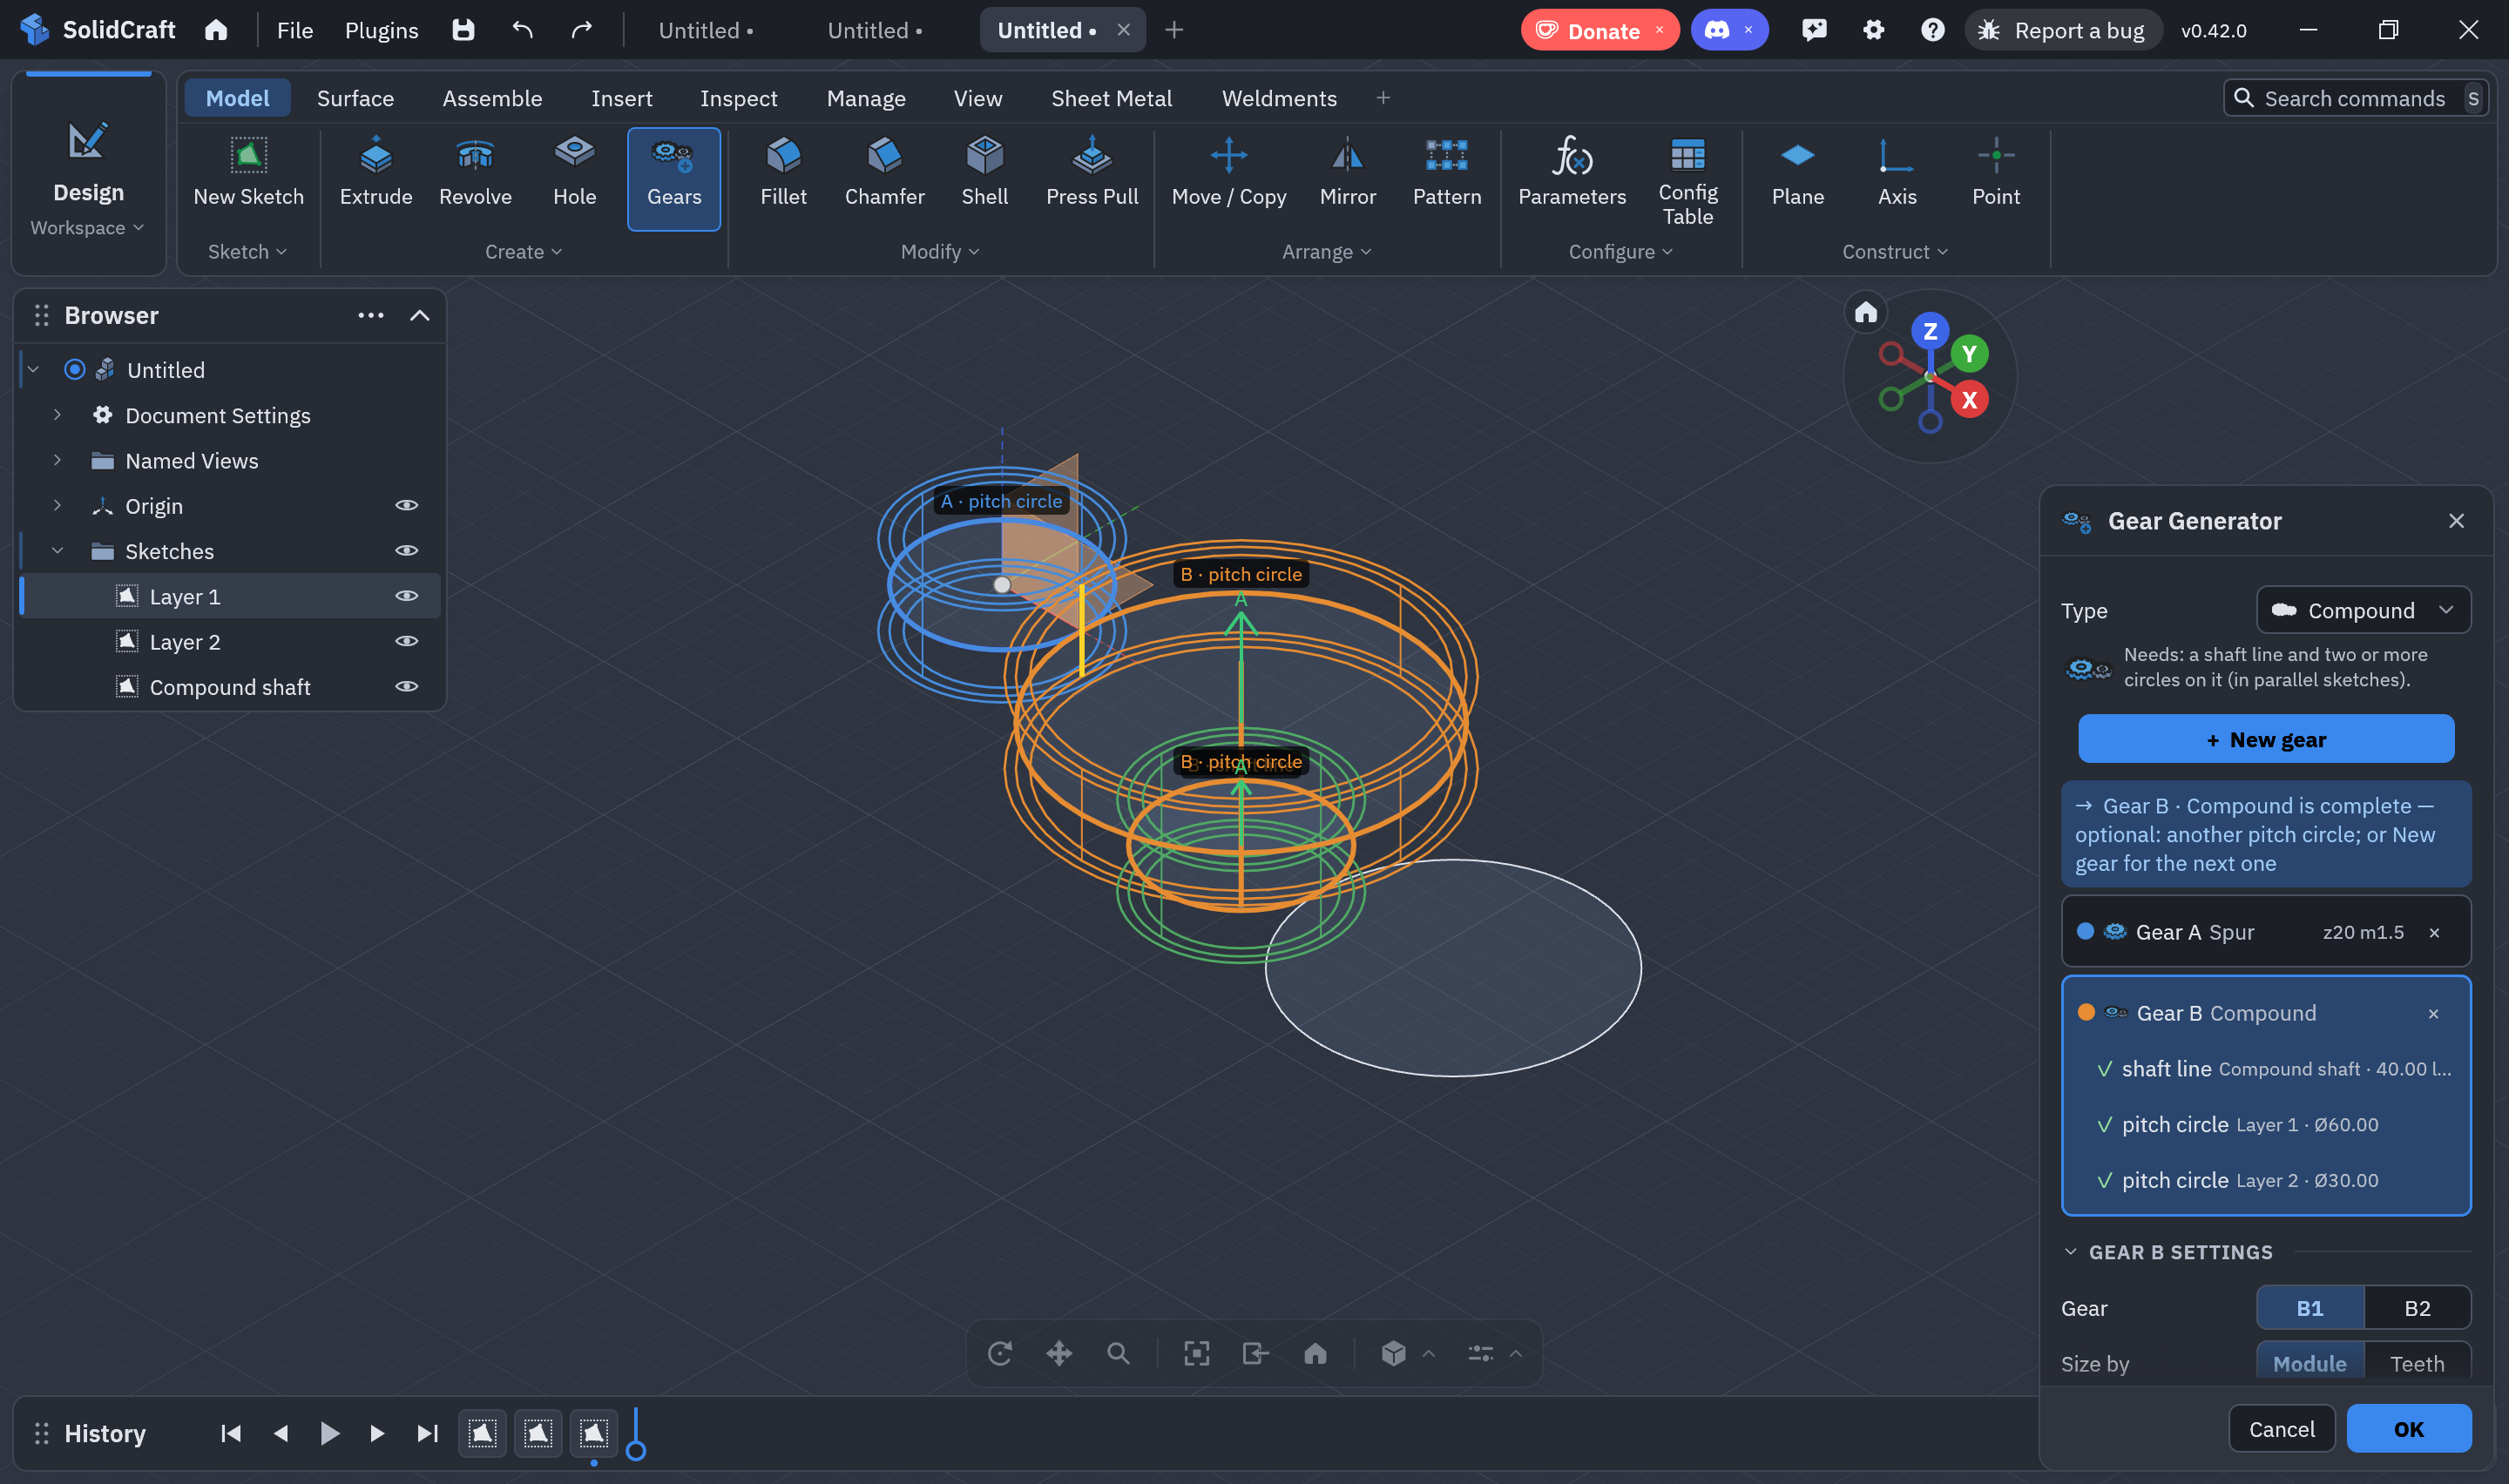 SolidCraft File Plugins Untitled • Untitled • Untitled • × + Donate × × Report a bug v0.42.0
Design
Workspace
Model Surface Assemble Insert Inspect Manage View Sheet Metal Weldments + Search commands S
New Sketch Extrude Revolve Hole Gears Fillet Chamfer Shell Press Pull Move / Copy Mirror Pattern Parameters Config Table Plane Axis Point
Sketch Create Modify Arrange Configure Construct
Browser
Untitled
Document Settings
Named Views
Origin
Sketches
Layer 1
Layer 2
Compound shaft
Z
Y
X
A · pitch circle
B · pitch circle
A
B · pitch circle
A
Gear Generator
Type Compound
Needs: a shaft line and two or more
circles on it (in parallel sketches).
+ New gear
→ Gear B · Compound is complete —
optional: another pitch circle; or New
gear for the next one
Gear A Spur z20 m1.5 ×
Gear B Compound ×
✓ shaft line Compound shaft · 40.00 l...
✓ pitch circle Layer 1 · Ø60.00
✓ pitch circle Layer 2 · Ø30.00
GEAR B SETTINGS
Gear B1 B2
Size by Module Teeth
Cancel OK
History